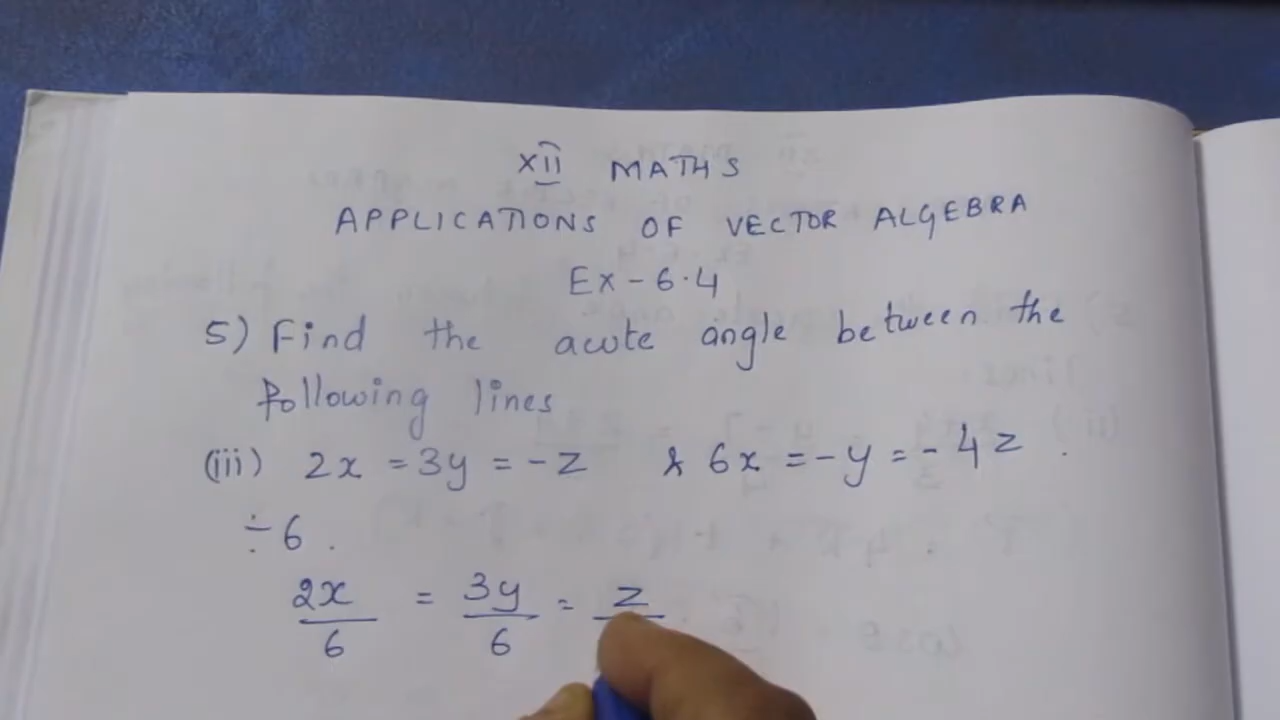 XII MATHS
APPLICATIONS OF VECTOR ALGEBRA
Ex - 6.4
5) Find the acute angle between the
following lines
(iii) 2x = 3y = -z & 6x = -y = -4z .
÷ 6 .
2x/6 = 3y/6 = z